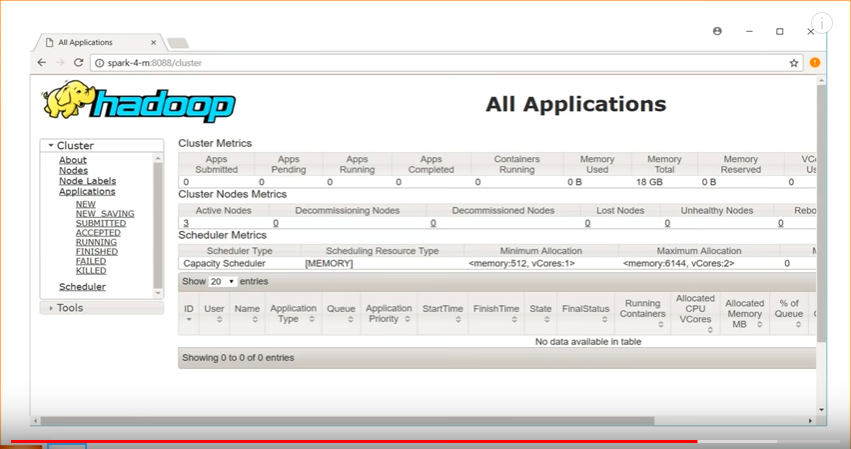 All Applications
spark-4-m:8088/cluster
hadoop
All Applications
Cluster
About
Nodes
Node Labels
Applications
NEW
NEW_SAVING
SUBMITTED
ACCEPTED
RUNNING
FINISHED
FAILED
KILLED
Scheduler
Tools
Cluster Metrics
Apps Submitted Apps Pending Apps Running Apps Completed Containers Running Memory Used Memory Total Memory Reserved
0 0 0 0 0 0 B 18 GB 0 B 0
Cluster Nodes Metrics
Active Nodes Decommissioning Nodes Decommissioned Nodes Lost Nodes Unhealthy Nodes Rebo
3 0 0 0 0 0
Scheduler Metrics
Scheduler Type Scheduling Resource Type Minimum Allocation Maximum Allocation
Capacity Scheduler [MEMORY] <memory:512, vCores:1> <memory:6144, vCores:2> 0
Show 20 entries
ID User Name Application Type Queue Application Priority StartTime FinishTime State FinalStatus Running Containers Allocated CPU VCores Allocated Memory MB % of Queue
No data available in table
Showing 0 to 0 of 0 entries